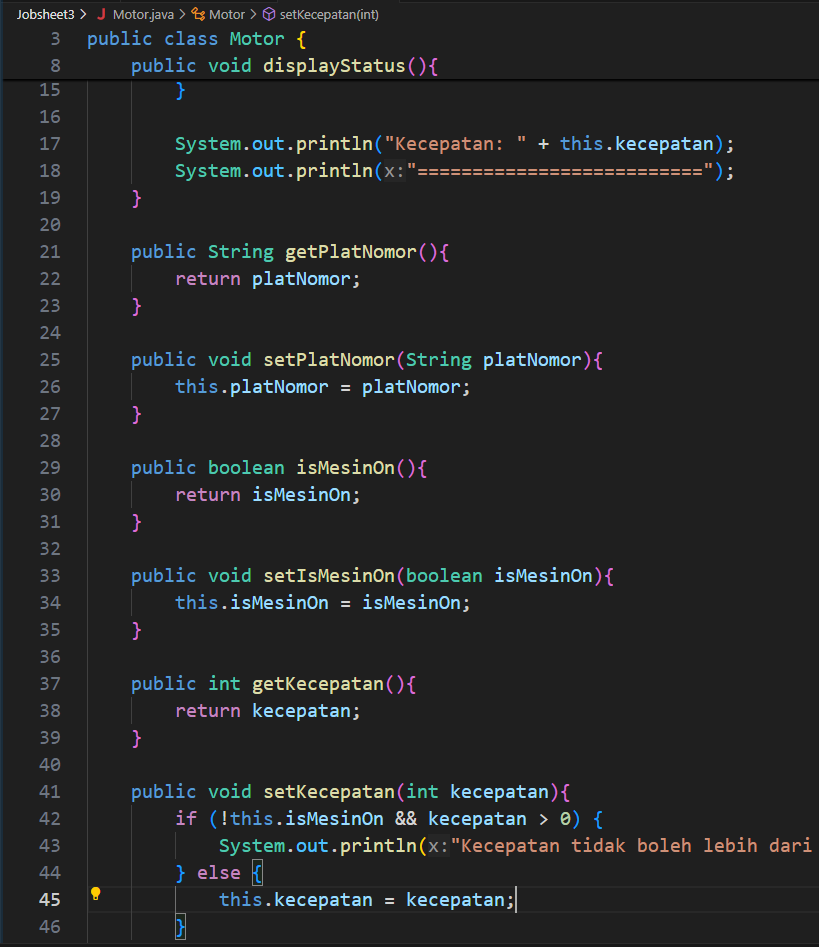 Jobsheet3 > J Motor.java > Motor > setKecepatan(int)
3 public class Motor {
8 public void displayStatus(){
15 }
16
17 System.out.println("Kecepatan: " + this.kecepatan);
18 System.out.println(x:"==========================");
19 }
20
21 public String getPlatNomor(){
22 return platNomor;
23 }
24
25 public void setPlatNomor(String platNomor){
26 this.platNomor = platNomor;
27 }
28
29 public boolean isMesinOn(){
30 return isMesinOn;
31 }
32
33 public void setIsMesinOn(boolean isMesinOn){
34 this.isMesinOn = isMesinOn;
35 }
36
37 public int getKecepatan(){
38 return kecepatan;
39 }
40
41 public void setKecepatan(int kecepatan){
42 if (!this.isMesinOn && kecepatan > 0) {
43 System.out.println(x:"Kecepatan tidak boleh lebih dari
44 } else {
45 this.kecepatan = kecepatan;
46 }